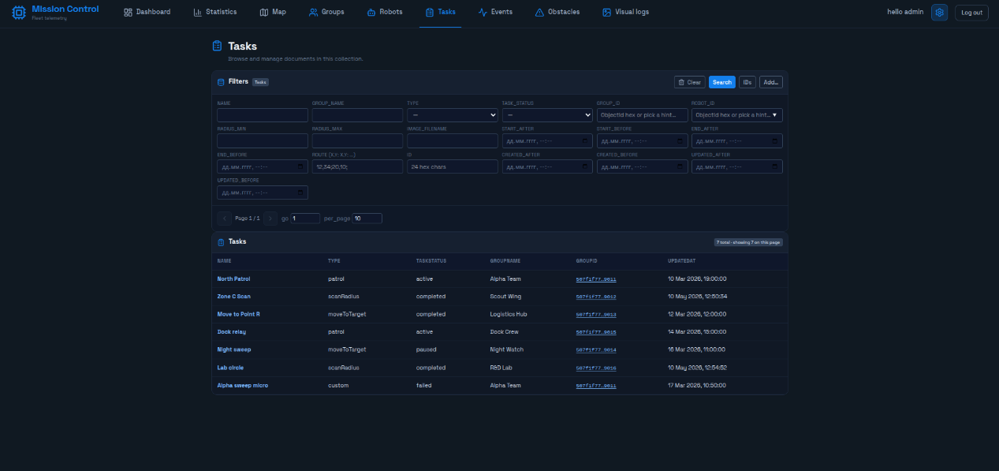 Mission Control
Fleet telemetry
Dashboard Statistics Map Groups Robots Tasks Events Obstacles Visual logs
hello admin Log out
Tasks
Browse and manage documents in this collection.
Filters Tasks Clear Search IDs Add…
NAME GROUP_NAME TYPE TASK_STATUS GROUP_ID ROBOT_ID
— — ObjectId hex or pick a hint… ObjectId hex or pick a hint…
RADIUS_MIN RADIUS_MAX IMAGE_FILENAME START_AFTER START_BEFORE END_AFTER
дд.мм.гггг, --:-- дд.мм.гггг, --:-- дд.мм.гггг, --:--
END_BEFORE ROUTE (X,Y; X,Y; …) ID CREATED_AFTER CREATED_BEFORE UPDATED_AFTER
дд.мм.гггг, --:-- 12,34;20,10; 24 hex chars дд.мм.гггг, --:-- дд.мм.гггг, --:-- дд.мм.гггг, --:--
UPDATED_BEFORE
дд.мм.гггг, --:--
Page 1 / 1 go 1 per_page 10
Tasks 7 total · showing 7 on this page
NAME TYPE TASKSTATUS GROUPNAME GROUPID UPDATEDAT
North Patrol patrol active Alpha Team 507f1f77…9011 10 Mar 2026, 19:00:00
Zone C Scan scanRadius completed Scout Wing 507f1f77…9012 10 May 2026, 12:50:34
Move to Point R moveToTarget completed Logistics Hub 507f1f77…9013 12 Mar 2026, 12:00:00
Dock relay patrol active Dock Crew 507f1f77…9015 14 Mar 2026, 15:00:00
Night sweep moveToTarget paused Night Watch 507f1f77…9014 16 Mar 2026, 11:00:00
Lab circle scanRadius completed R&D Lab 507f1f77…9016 10 May 2026, 12:54:52
Alpha sweep micro custom failed Alpha Team 507f1f77…9011 17 Mar 2026, 10:50:00